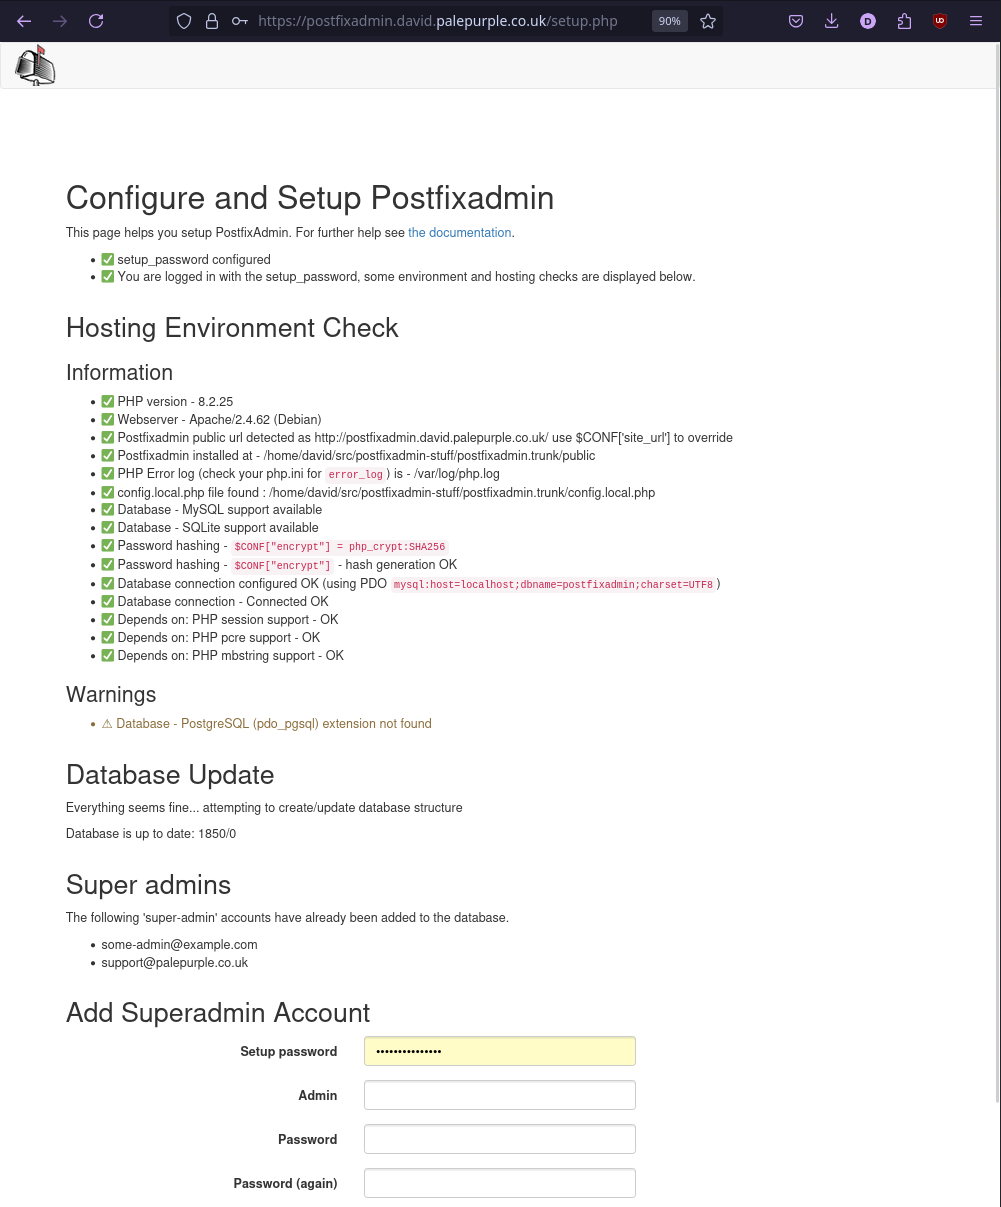 https://postfixadmin.david.palepurple.co.uk/setup.php
90%
D
UD
Configure and Setup Postfixadmin
This page helps you setup PostfixAdmin. For further help see the documentation.
✅ setup_password configured
✅ You are logged in with the setup_password, some environment and hosting checks are displayed below.
Hosting Environment Check
Information
✅ PHP version - 8.2.25
✅ Webserver - Apache/2.4.62 (Debian)
✅ Postfixadmin public url detected as http://postfixadmin.david.palepurple.co.uk/ use $CONF['site_url'] to override
✅ Postfixadmin installed at - /home/david/src/postfixadmin-stuff/postfixadmin.trunk/public
✅ PHP Error log (check your php.ini for error_log ) is - /var/log/php.log
✅ config.local.php file found : /home/david/src/postfixadmin-stuff/postfixadmin.trunk/config.local.php
✅ Database - MySQL support available
✅ Database - SQLite support available
✅ Password hashing - $CONF["encrypt"] = php_crypt:SHA256
✅ Password hashing - $CONF["encrypt"] - hash generation OK
✅ Database connection configured OK (using PDO mysql:host=localhost;dbname=postfixadmin;charset=UTF8 )
✅ Database connection - Connected OK
✅ Depends on: PHP session support - OK
✅ Depends on: PHP pcre support - OK
✅ Depends on: PHP mbstring support - OK
Warnings
⚠ Database - PostgreSQL (pdo_pgsql) extension not found
Database Update
Everything seems fine... attempting to create/update database structure
Database is up to date: 1850/0
Super admins
The following 'super-admin' accounts have already been added to the database.
some-admin@example.com
support@palepurple.co.uk
Add Superadmin Account
Setup password
•••••••••••••••
Admin
Password
Password (again)